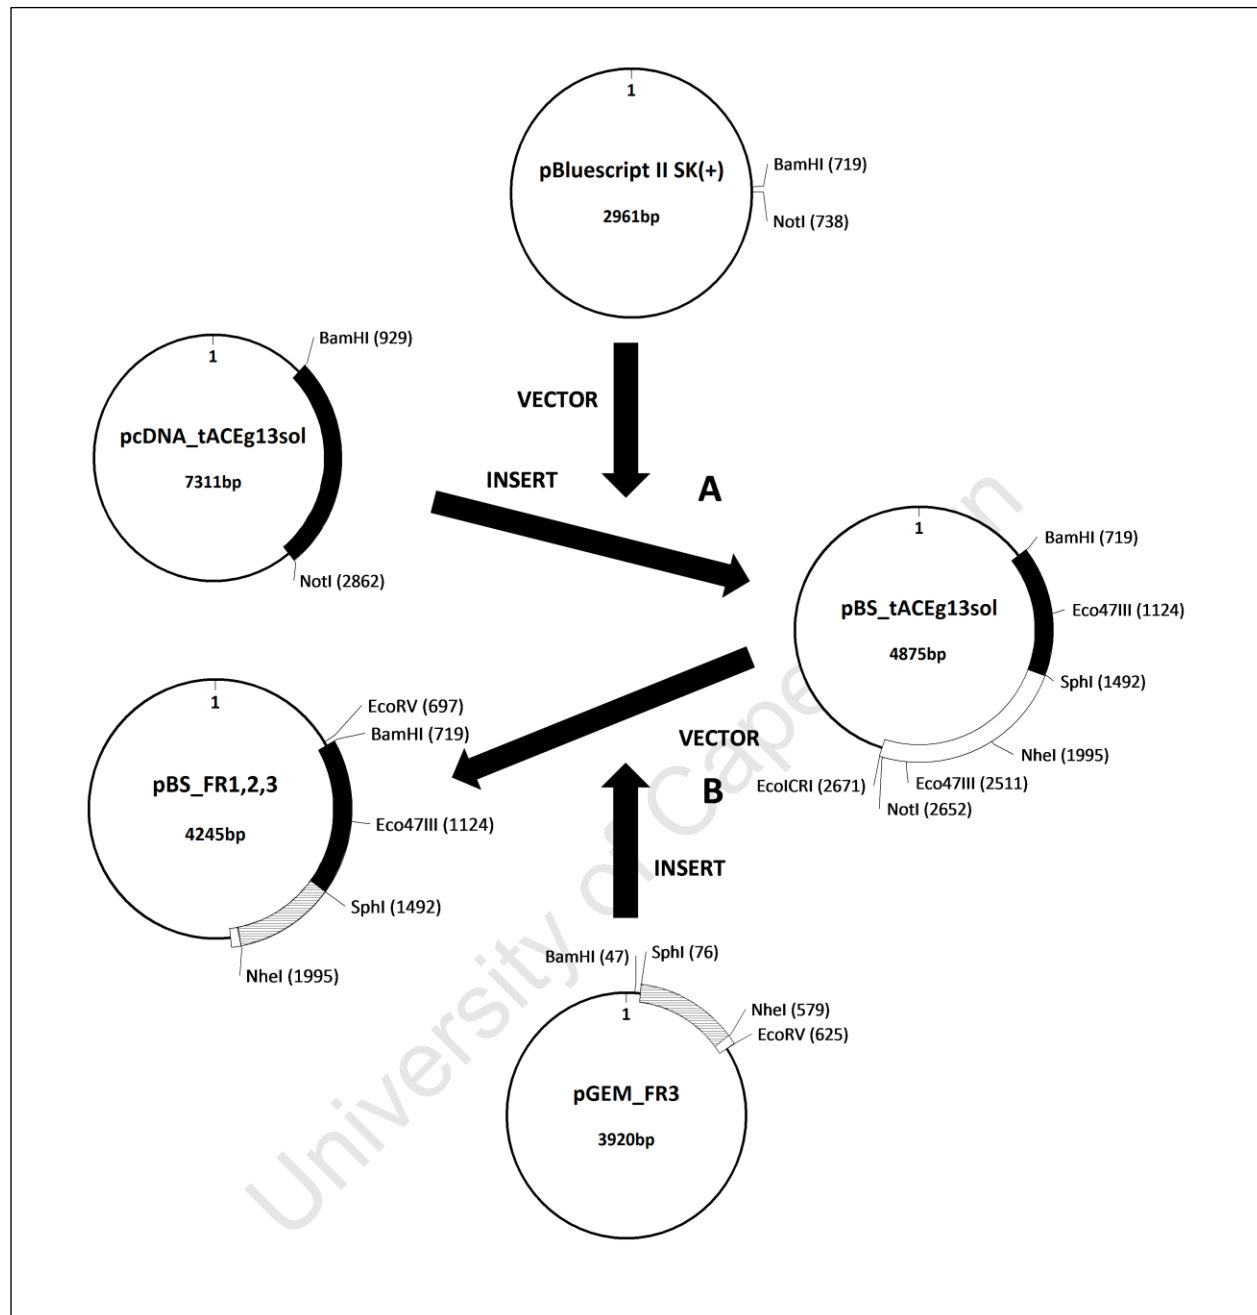 1
pBluescript II SK(+)
2961bp
BamHI (719)
NotI (738)
BamHI (929)
1
pcDNA_tACEg13sol
7311bp
NotI (2862)
VECTOR
INSERT
A
1
BamHI (719)
pBS_tACEg13sol
4875bp
Eco47III (1124)
SphI (1492)
NheI (1995)
Eco47III (2511)
EcoICRI (2671)
NotI (2652)
1
EcoRV (697)
BamHI (719)
pBS_FR1,2,3
4245bp
Eco47III (1124)
SphI (1492)
NheI (1995)
VECTOR
B
INSERT
BamHI (47)
SphI (76)
1
NheI (579)
EcoRV (625)
pGEM_FR3
3920bp
University of Cape Town